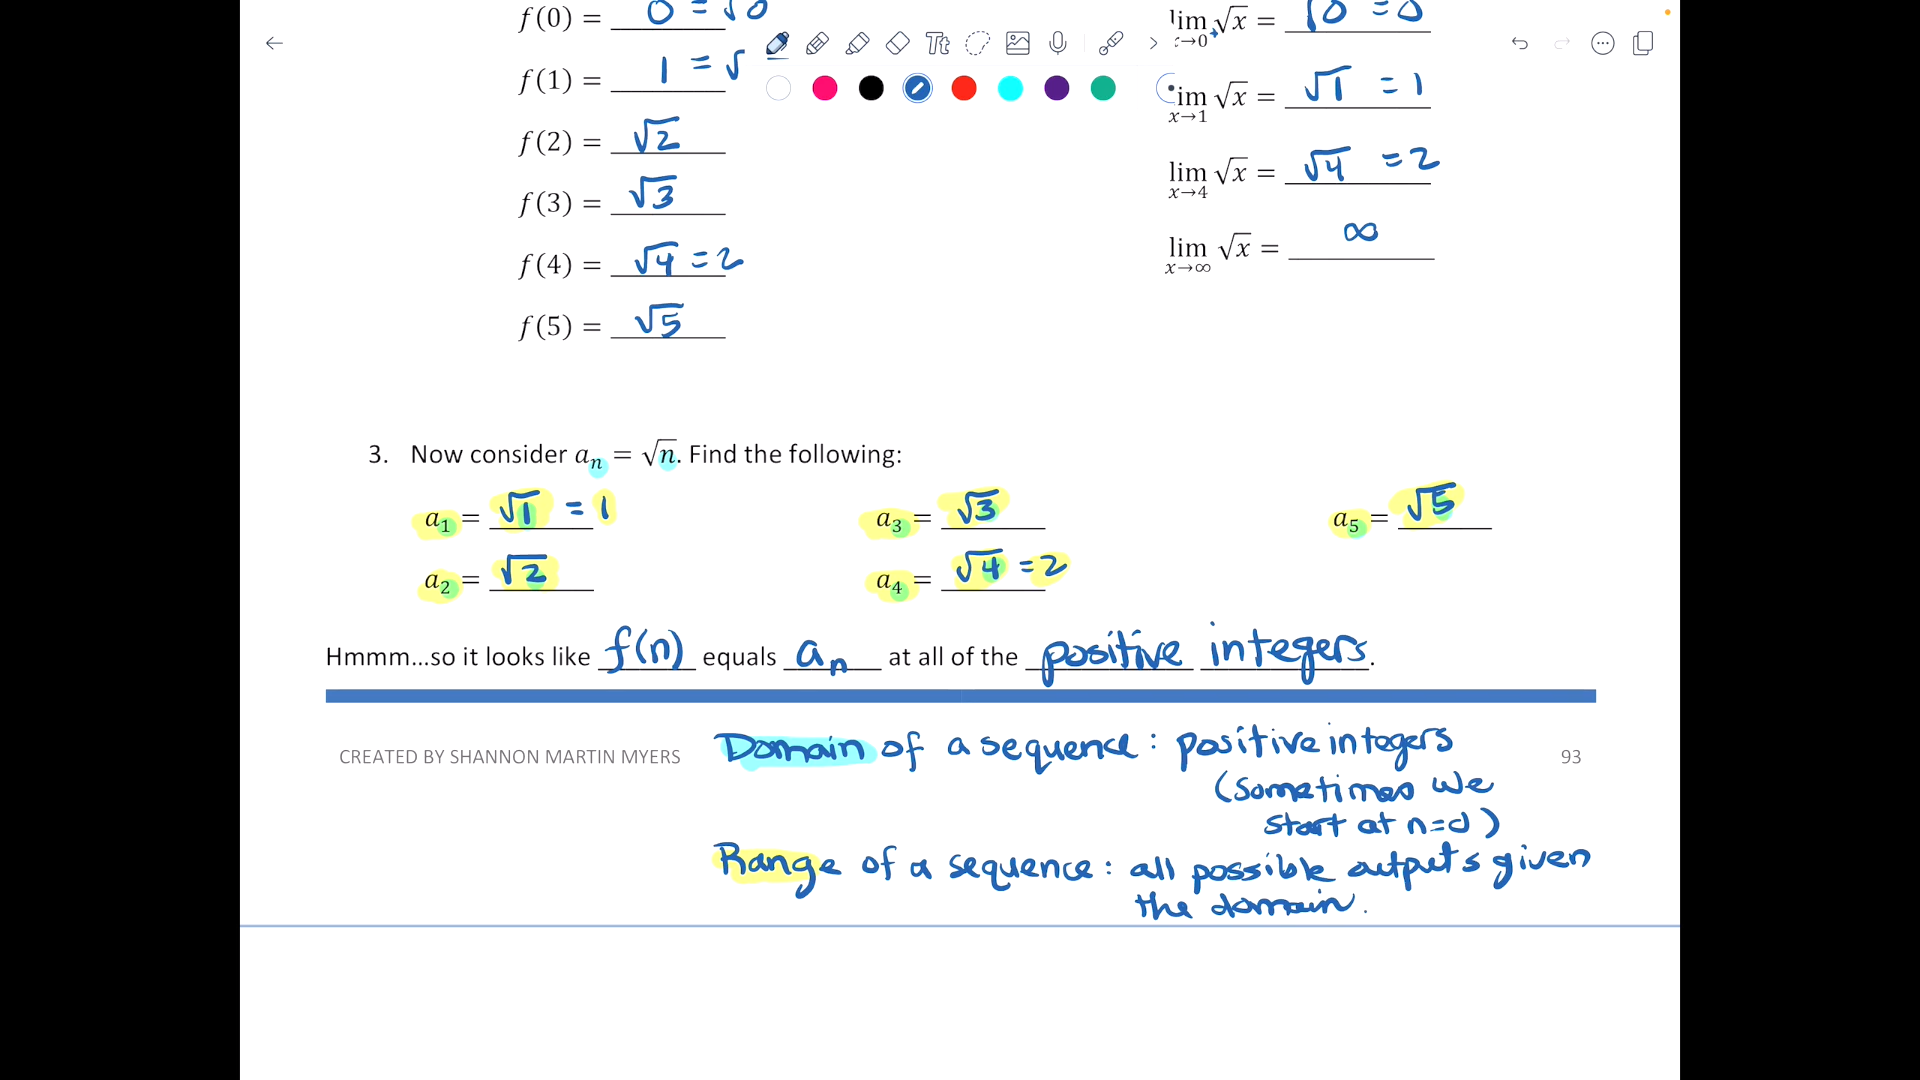 f(0) = 0 = √0
f(1) = 1 = √
f(2) = √2
f(3) = √3
f(4) = √4 = 2
f(5) = √5
lim x→0⁺ √x = √0 = 0
lim x→1 √x = √1 = 1
lim x→4 √x = √4 = 2
lim x→∞ √x = ∞
Tt
3. Now consider aₙ = √n. Find the following:
a₁ = √1 = 1 a₃ = √3 a₅ = √5
a₂ = √2 a₄ = √4 = 2
Hmmm...so it looks like f(n) equals aₙ at all of the positive integers.
CREATED BY SHANNON MARTIN MYERS
93
Domain of a sequence: positive integers
(sometimes we
start at n=0)
Range of a sequence: all possible outputs given
the domain.